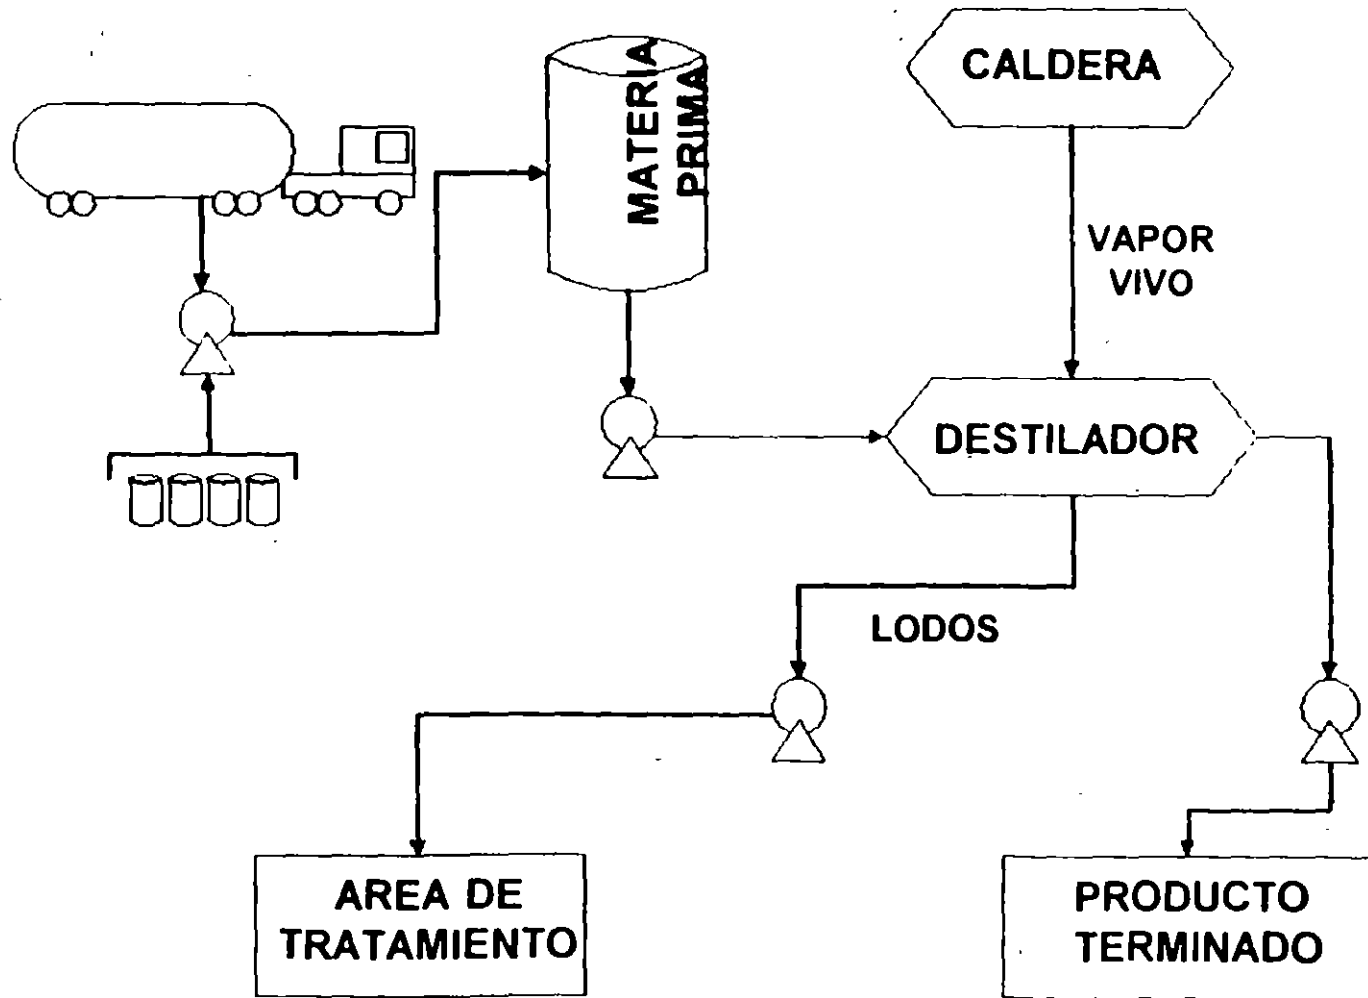 MATERIA
PRIMA
CALDERA
VAPOR
VIVO
DESTILADOR
LODOS
AREA DE
TRATAMIENTO
PRODUCTO
TERMINADO